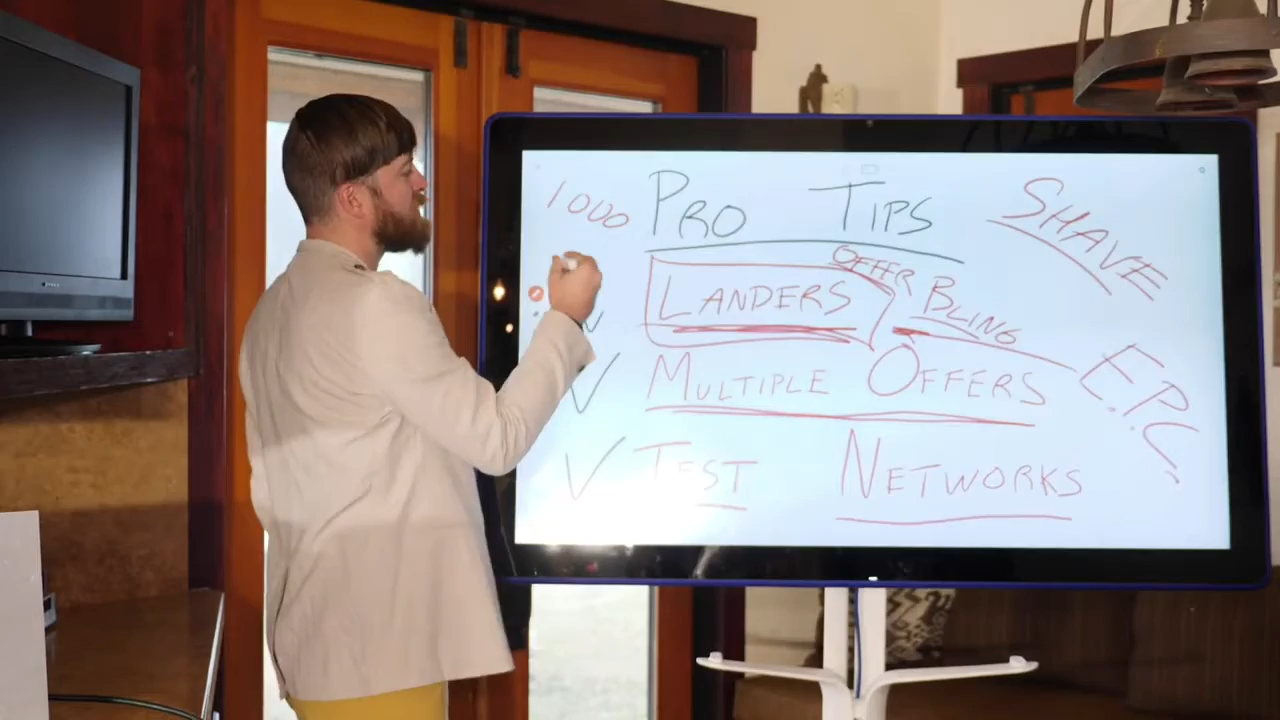 1000 PRO TIPS SHAVE
LANDERS OFFER BLING
MULTIPLE OFFERS E.P.C.
TEST NETWORKS